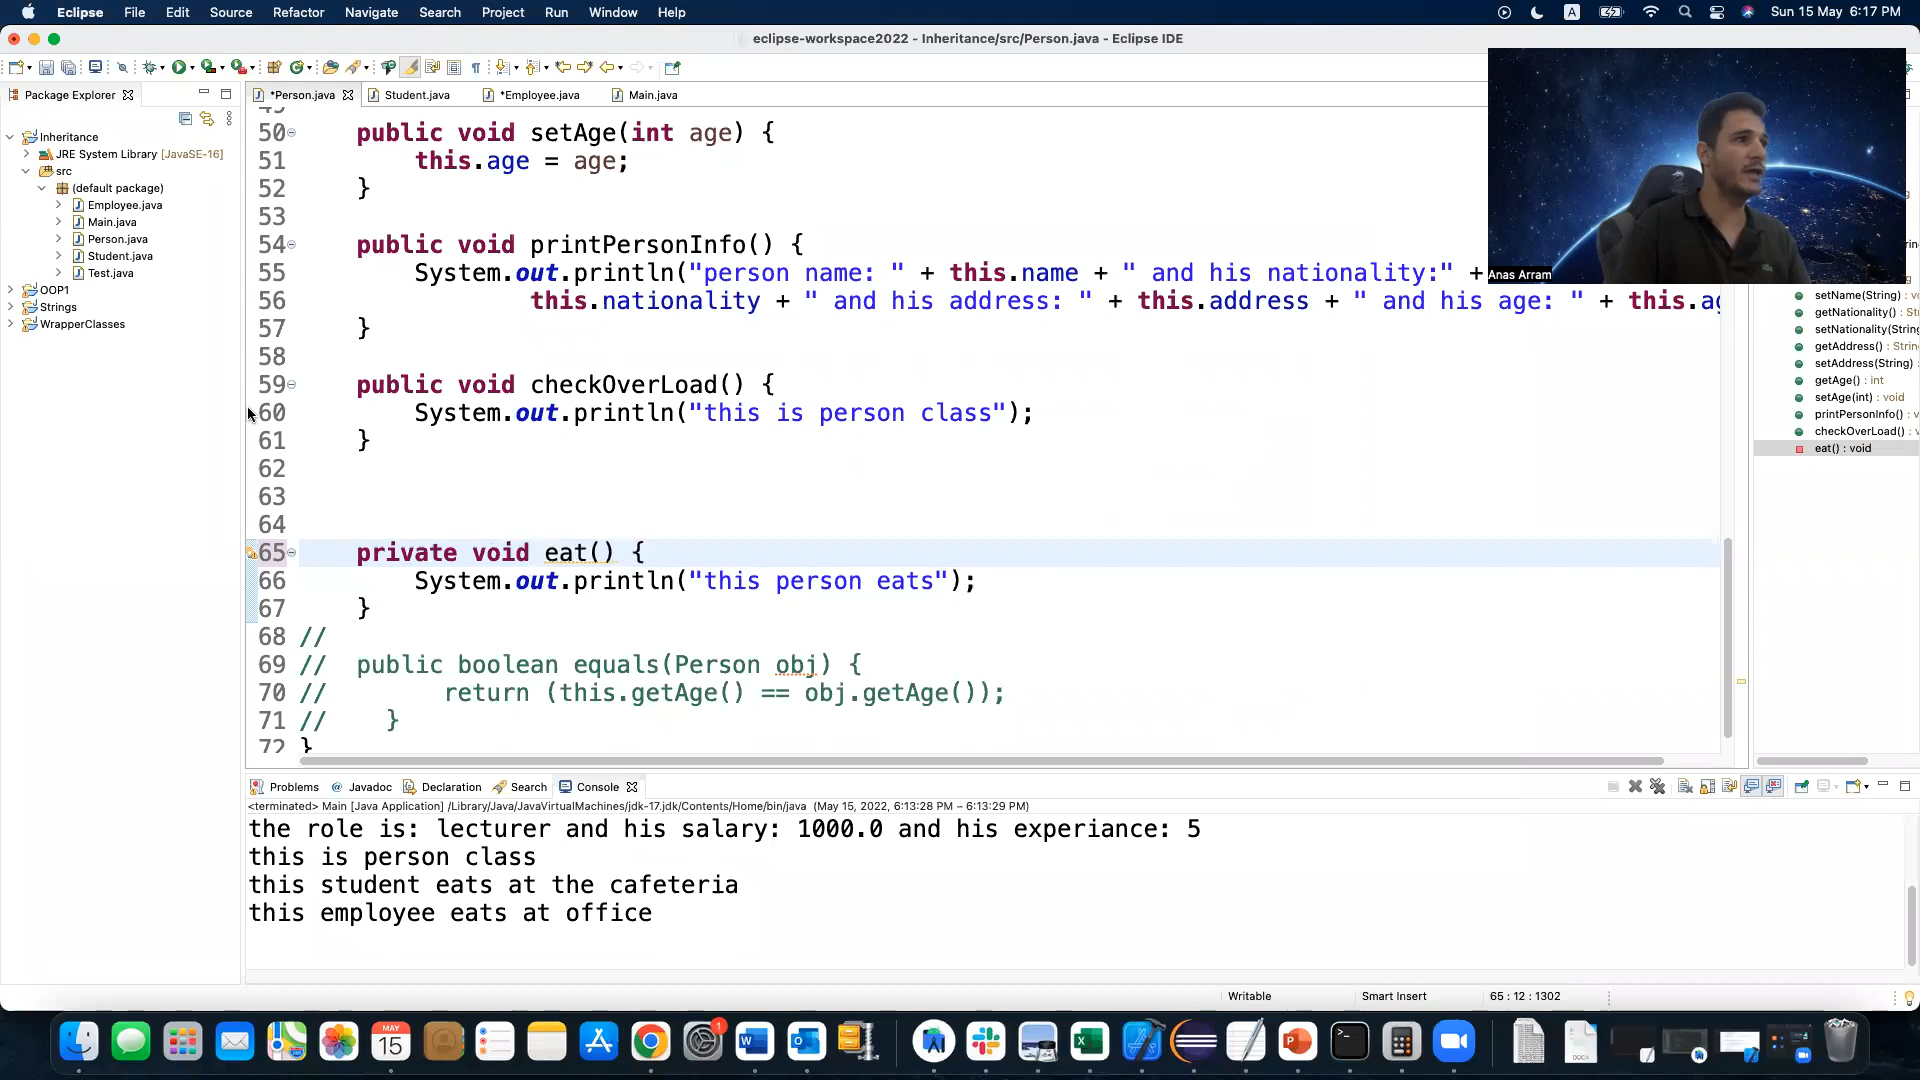 Eclipse File Edit Source Refactor Navigate Search Project Run Window Help
A
Sun 15 May 6:17 PM
eclipse-workspace2022 - Inheritance/src/Person.java - Eclipse IDE
Package Explorer
*Person.java Student.java *Employee.java Main.java
Inheritance
JRE System Library [JavaSE-16]
src
(default package)
Employee.java
Main.java
Person.java
Student.java
Test.java
OOP1
Strings
WrapperClasses
50 public void setAge(int age) {
51 this.age = age;
52 }
53
54 public void printPersonInfo() {
55 System.out.println("person name: " + this.name + " and his nationality:" +
56 this.nationality + " and his address: " + this.address + " and his age: " + this.ag
57 }
58
59 public void checkOverLoad() {
60 System.out.println("this is person class");
61 }
62
63
64
65 private void eat() {
66 System.out.println("this person eats");
67 }
68 //
69 // public boolean equals(Person obj) {
70 // return (this.getAge() == obj.getAge());
71 // }
72 }
Anas Arram
setName(String) : vo
getNationality() : St
setNationality(String
getAddress() : String
setAddress(String)
getAge() : int
setAge(int) : void
printPersonInfo() : v
checkOverLoad() : v
eat() : void
Problems Javadoc Declaration Search Console
<terminated> Main [Java Application] /Library/Java/JavaVirtualMachines/jdk-17.jdk/Contents/Home/bin/java (May 15, 2022, 6:13:28 PM – 6:13:29 PM)
the role is: lecturer and his salary: 1000.0 and his experiance: 5
this is person class
this student eats at the cafeteria
this employee eats at office
Writable Smart Insert 65 : 12 : 1302
MAY
15
1
W
DOCX